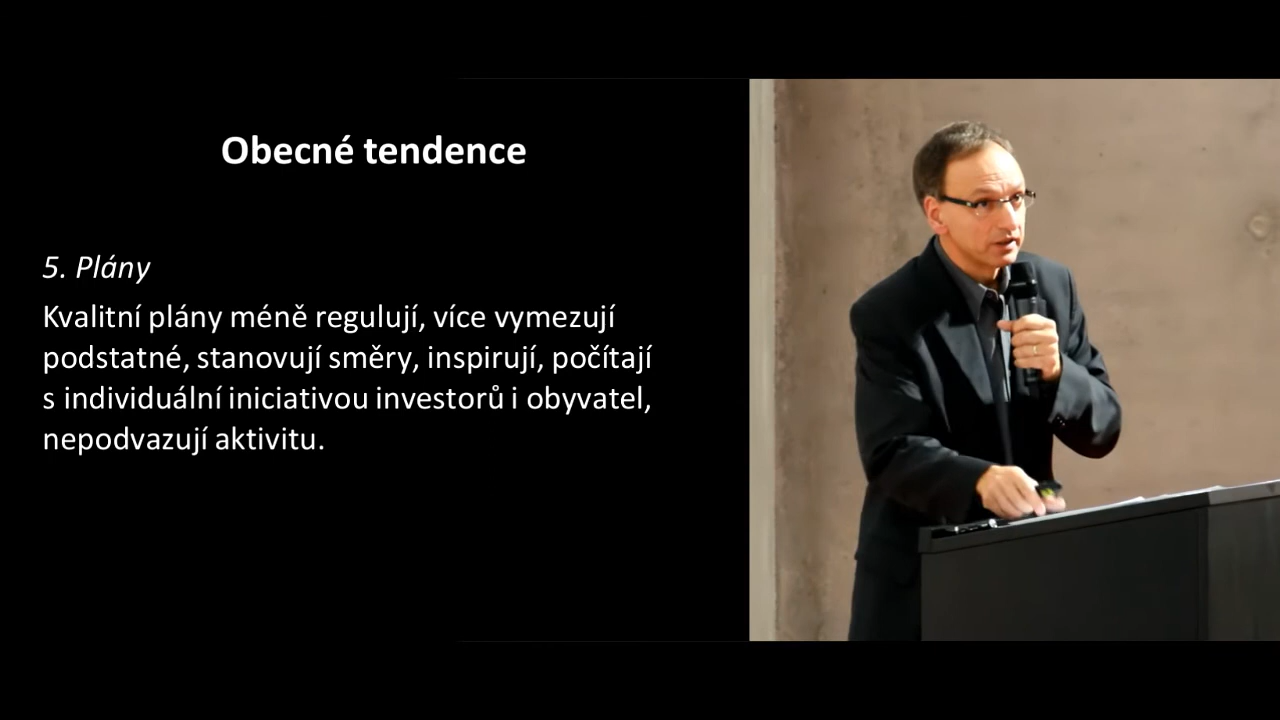 Obecné tendence
5. Plány
Kvalitní plány méně regulují, více vymezují
podstatné, stanovují směry, inspirují, počítají
s individuální iniciativou investorů i obyvatel,
nepodvazují aktivitu.